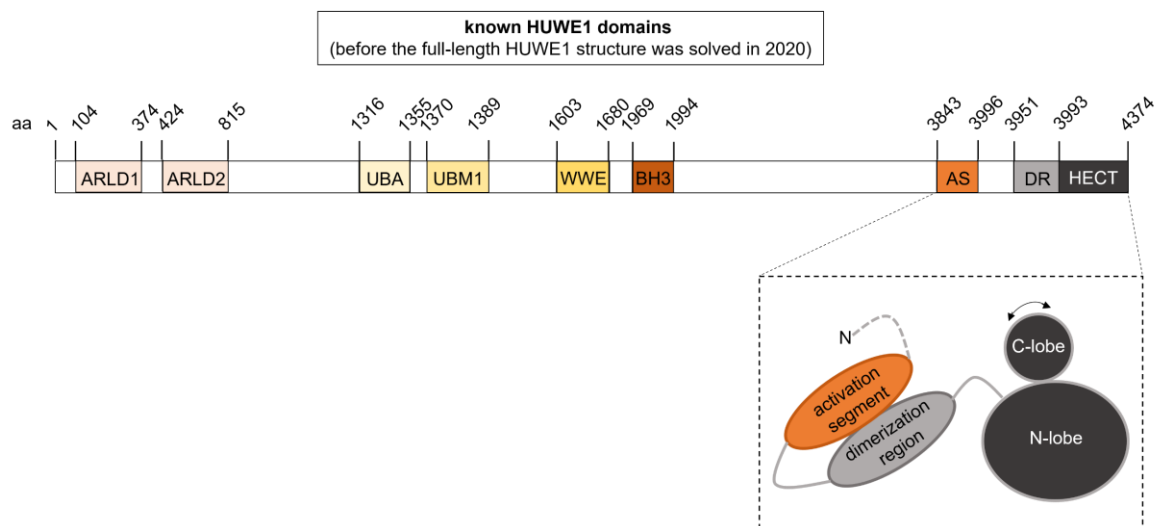 known HUWE1 domains
(before the full-length HUWE1 structure was solved in 2020)
aa 1 104 374 424 815 1316 1355 1370 1389 1603 1680 1969 1994 3843 3996 3951 3993 4374
ARLD1 ARLD2 UBA UBM1 WWE BH3 AS DR HECT
N
C-lobe
activation
segment
dimerization
region
N-lobe